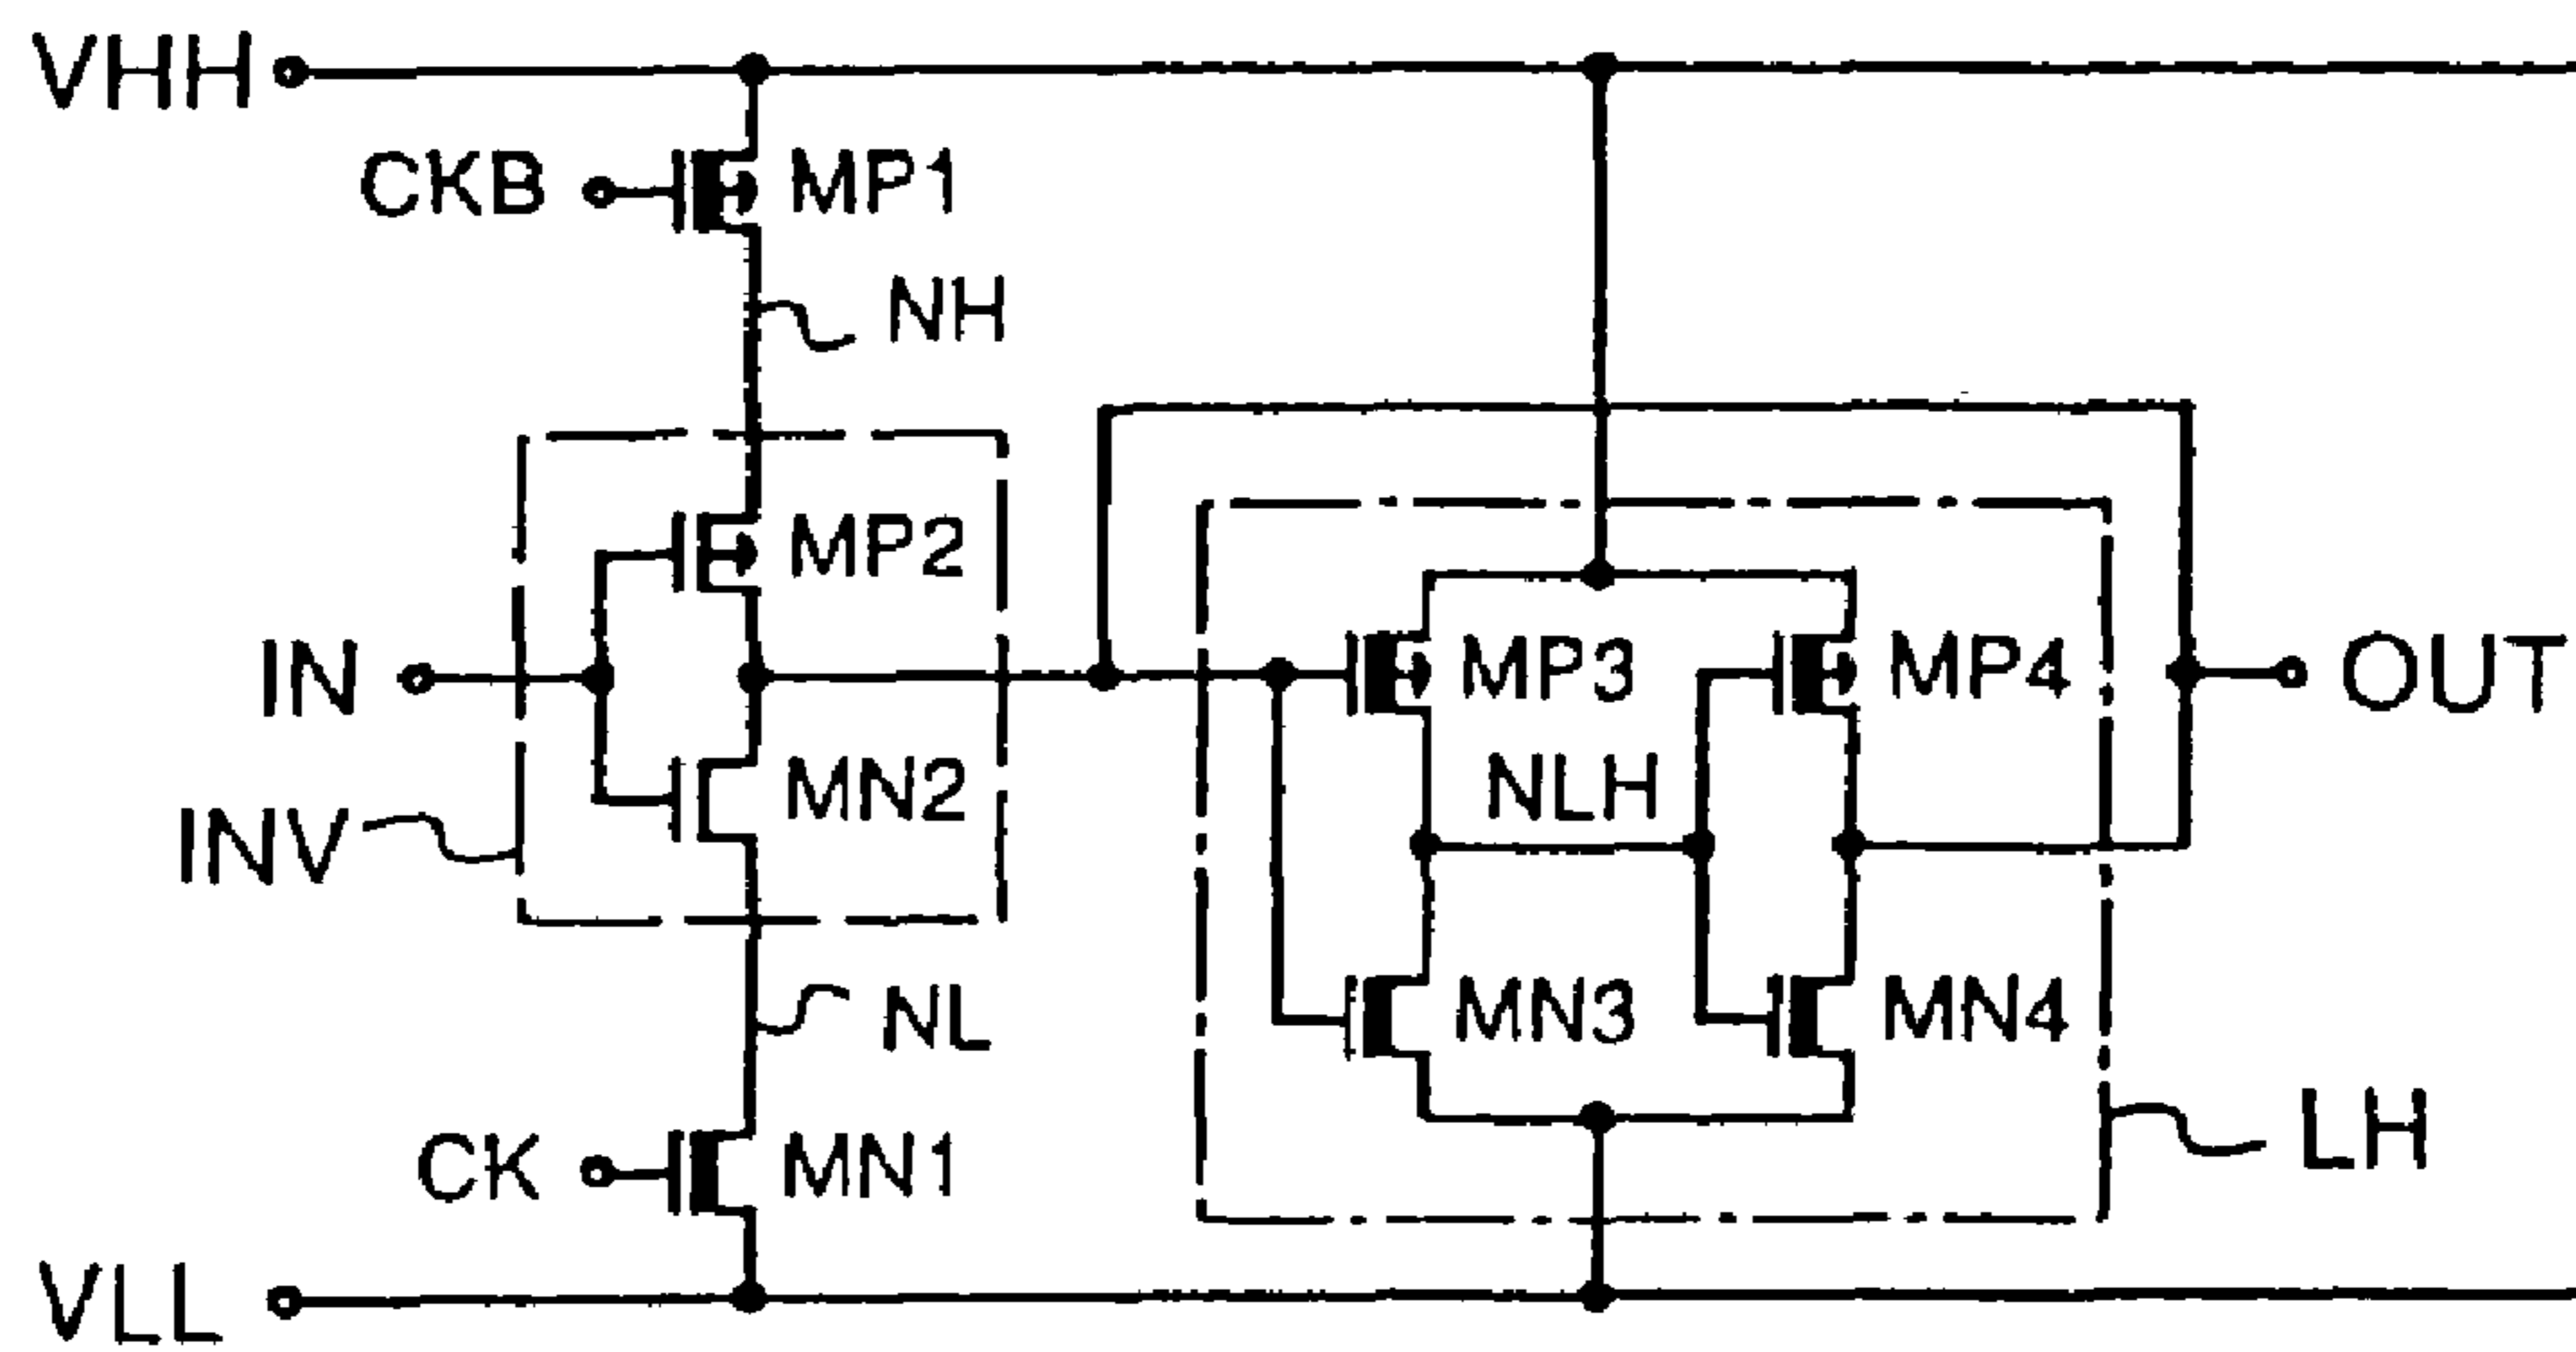 VHH
CKB
MP1
NH
MP2
IN
MP3
MP4
OUT
INV
MN2
NLH
NL
MN3
MN4
CK
MN1
LH
VLL